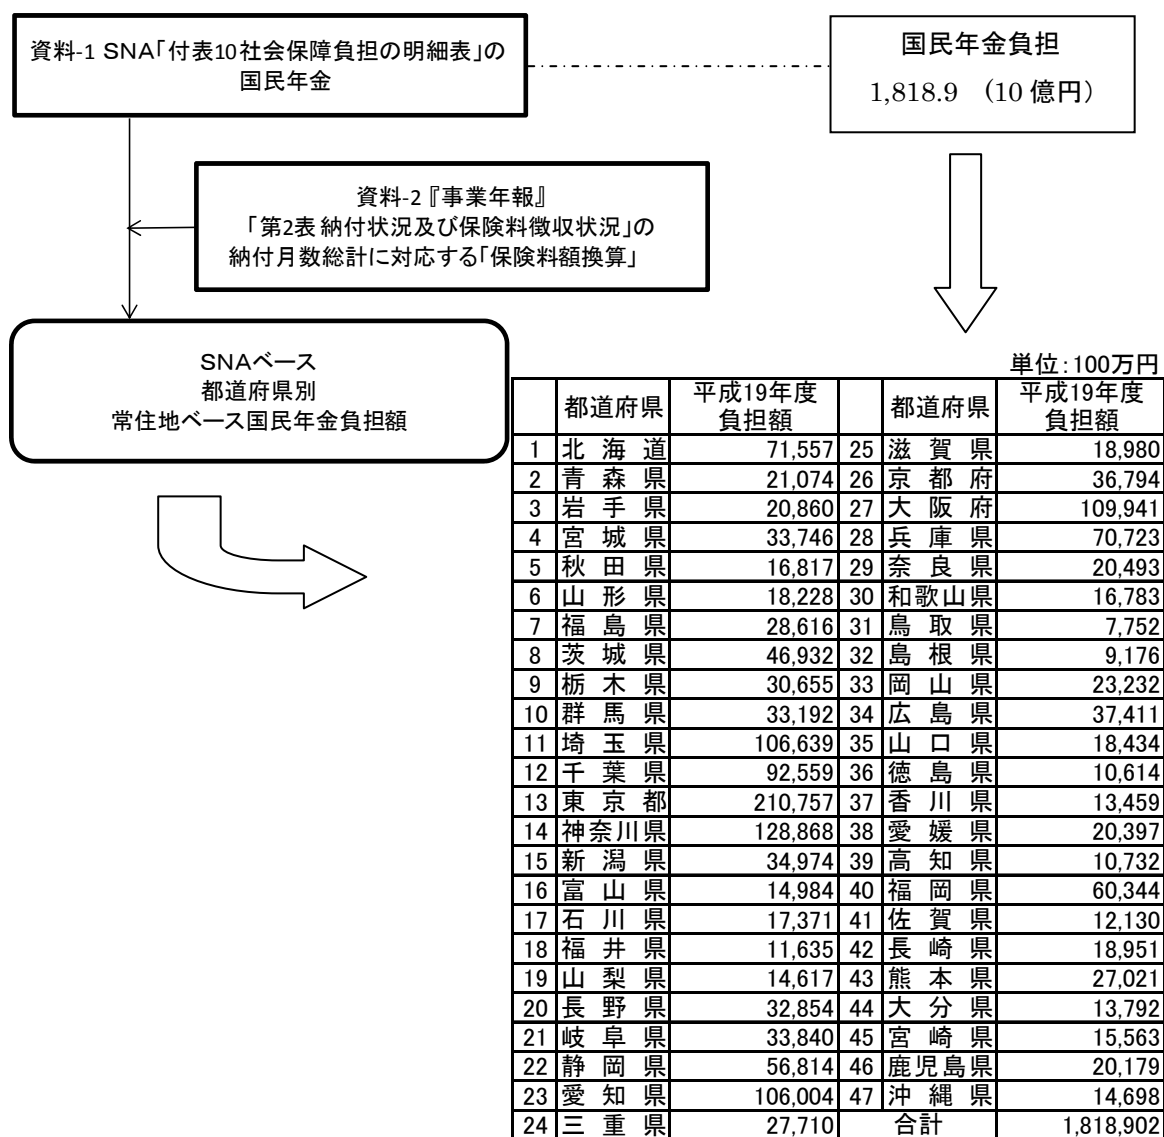 資料-1 SNA「付表10社会保障負担の明細表」の
国民年金
国民年金負担
1,818.9 (10 億円)
資料-2『事業年報』
「第2表 納付状況及び保険料徴収状況」の
納付月数総計に対応する「保険料額換算」
SNAベース
都道府県別
常住地ベース国民年金負担額
単位:100万円
都道府県 平成19年度 負担額 都道府県 平成19年度 負担額
1 北海道 71,557 25 滋賀県 18,980
2 青森県 21,074 26 京都府 36,794
3 岩手県 20,860 27 大阪府 109,941
4 宮城県 33,746 28 兵庫県 70,723
5 秋田県 16,817 29 奈良県 20,493
6 山形県 18,228 30 和歌山県 16,783
7 福島県 28,616 31 鳥取県 7,752
8 茨城県 46,932 32 島根県 9,176
9 栃木県 30,655 33 岡山県 23,232
10 群馬県 33,192 34 広島県 37,411
11 埼玉県 106,639 35 山口県 18,434
12 千葉県 92,559 36 徳島県 10,614
13 東京都 210,757 37 香川県 13,459
14 神奈川県 128,868 38 愛媛県 20,397
15 新潟県 34,974 39 高知県 10,732
16 富山県 14,984 40 福岡県 60,344
17 石川県 17,371 41 佐賀県 12,130
18 福井県 11,635 42 長崎県 18,951
19 山梨県 14,617 43 熊本県 27,021
20 長野県 32,854 44 大分県 13,792
21 岐阜県 33,840 45 宮崎県 15,563
22 静岡県 56,814 46 鹿児島県 20,179
23 愛知県 106,004 47 沖縄県 14,698
24 三重県 27,710 合計 1,818,902